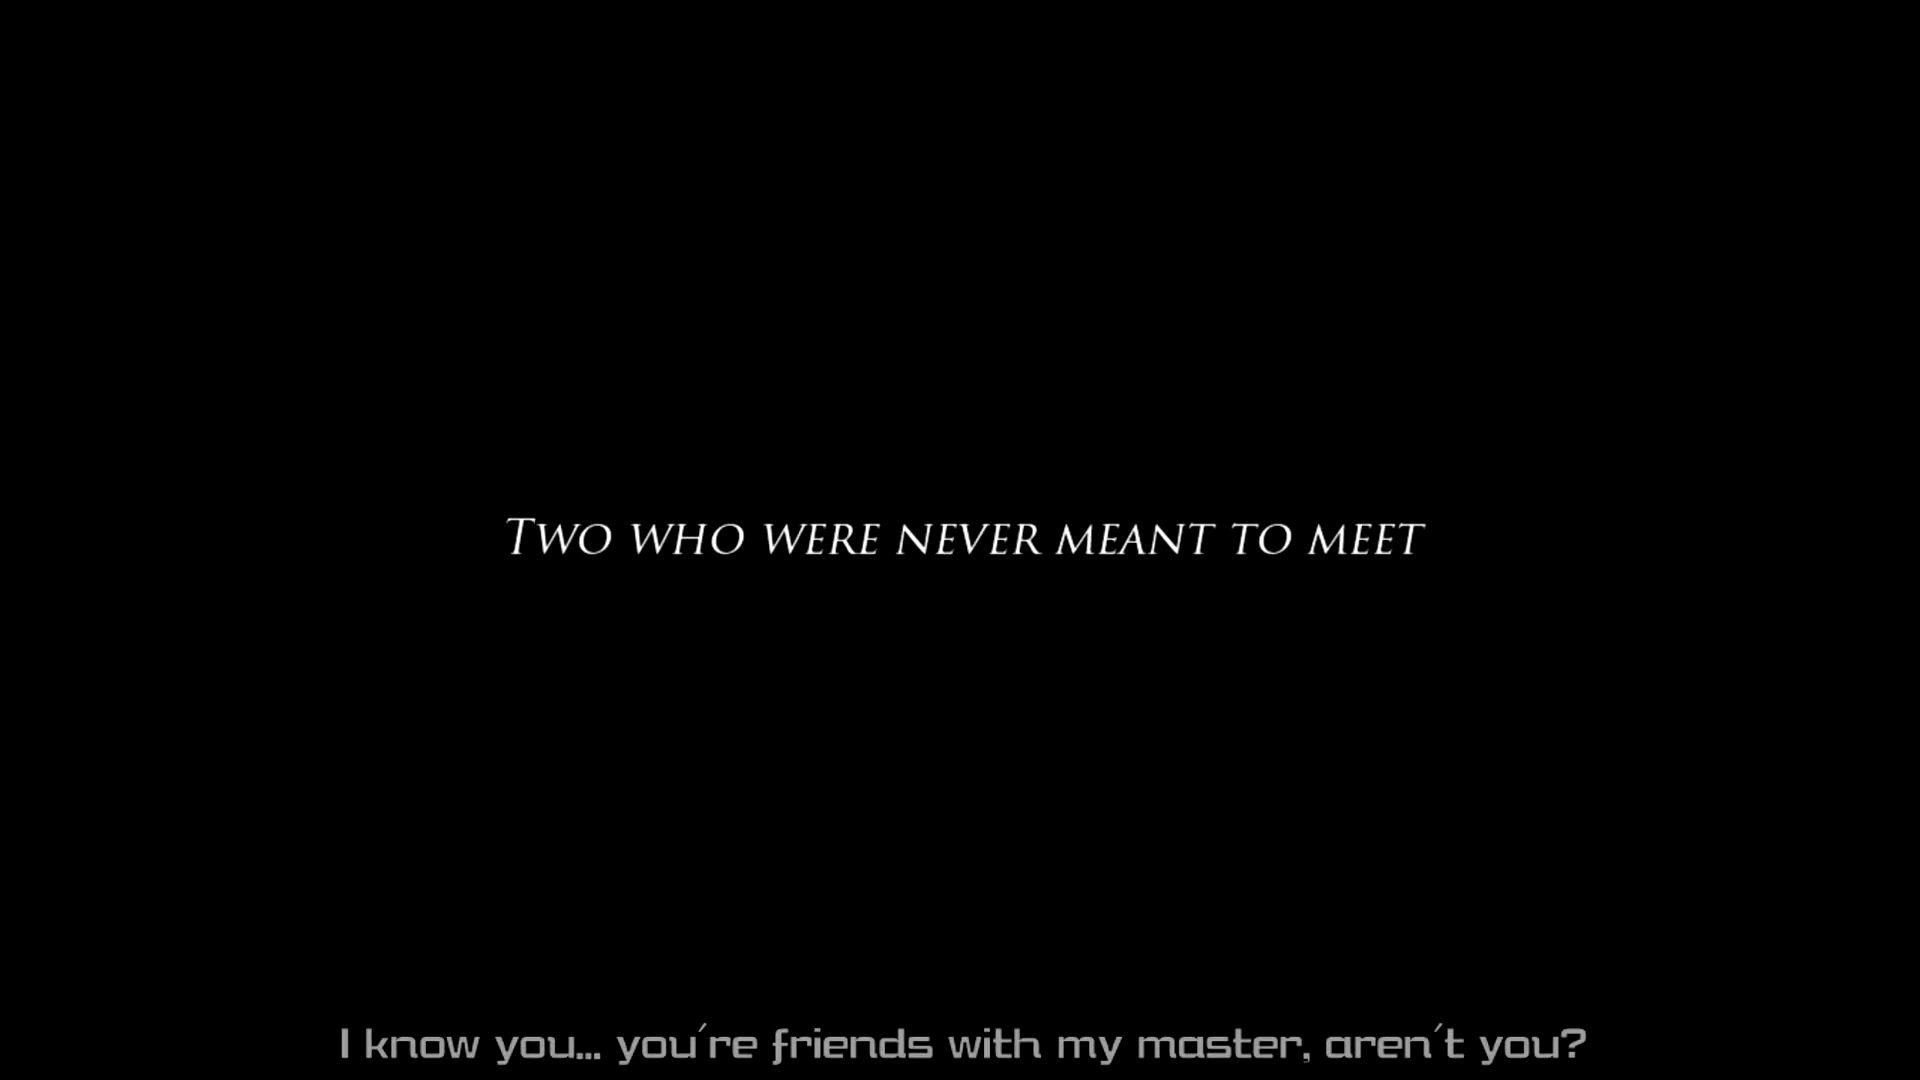 Two who were never meant to meet
I know you... you´re friends with my master, aren´t you?